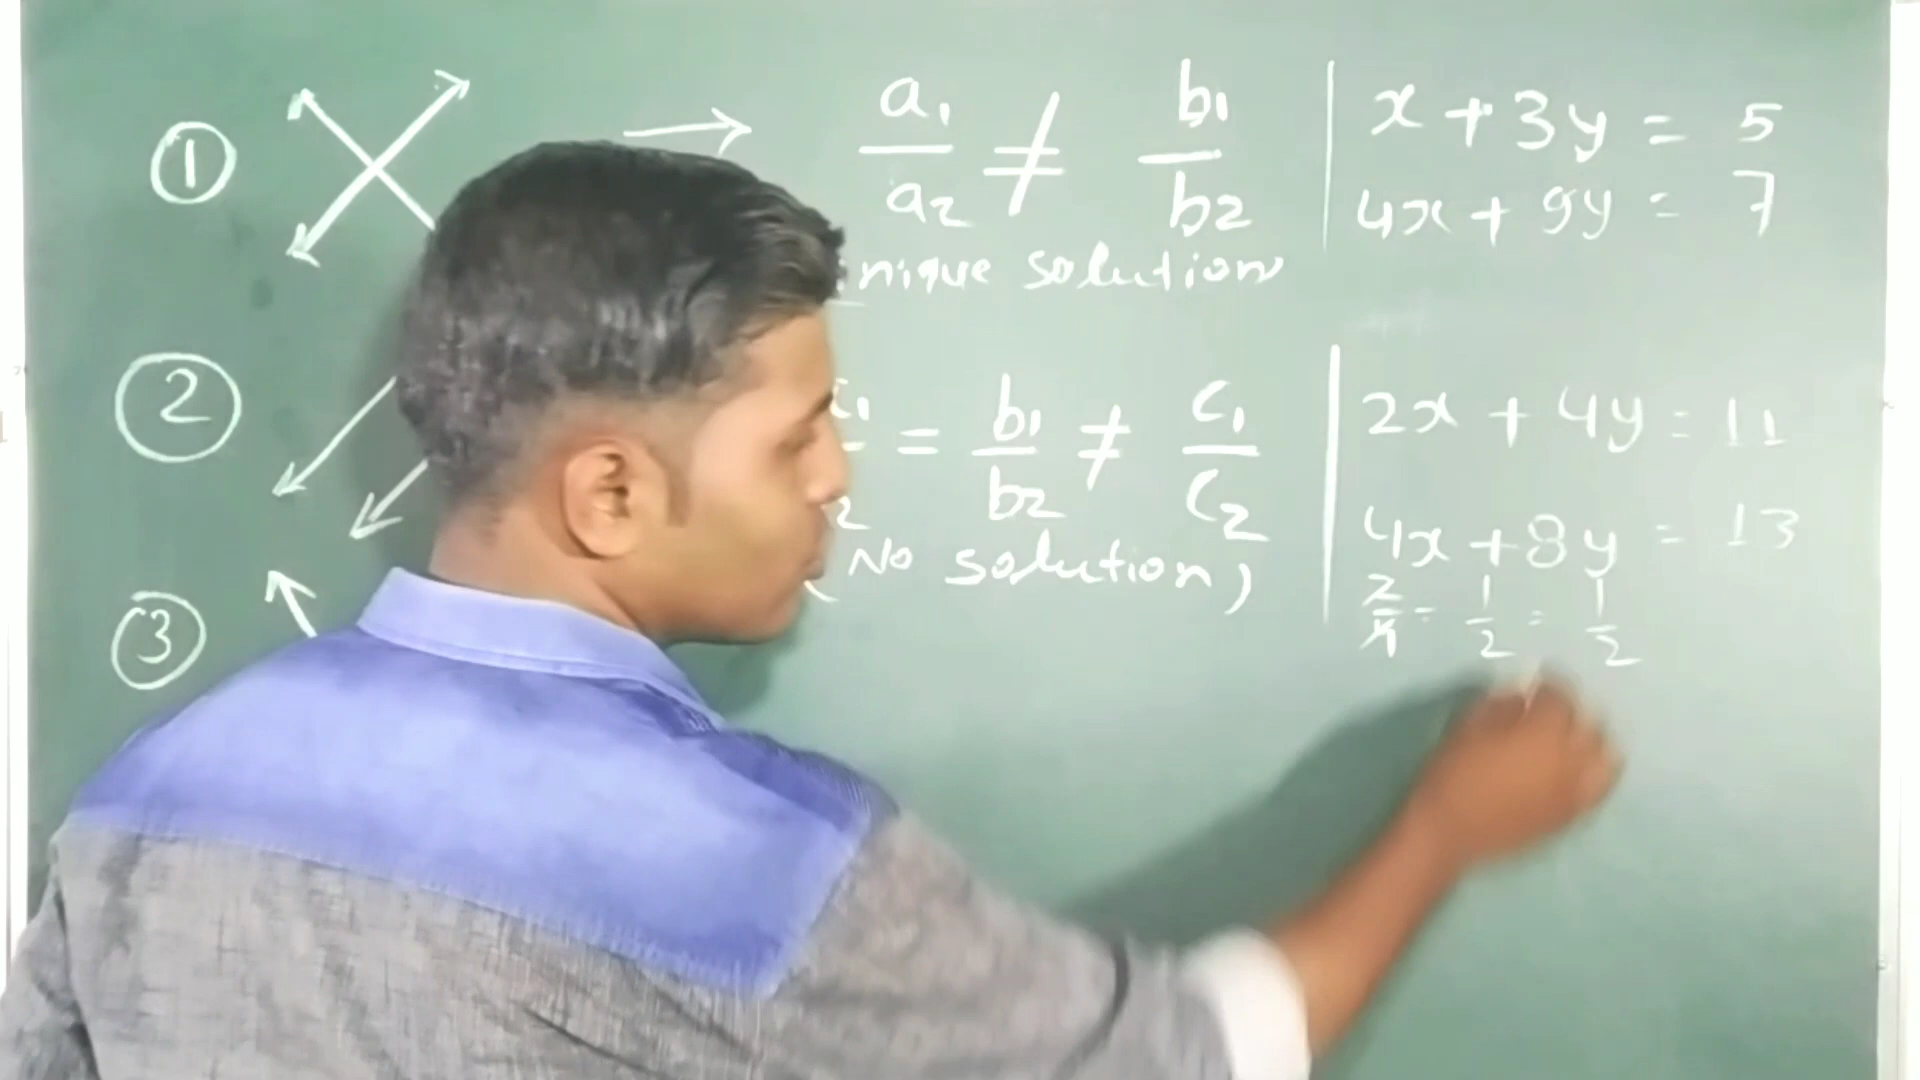 ① → a₁/a₂ ≠ b₁/b₂ | x + 3y = 5
4x + 9y = 7
nique solution
② = b₁/b₂ ≠ c₁/c₂ | 2x + 4y = 11
4x + 8y = 13
(No solution)
2/4 = 1/2 = 1/2
③